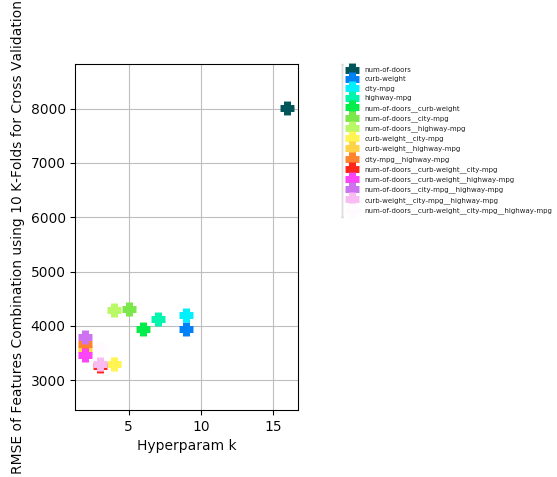 RMSE of Features Combination using 10 K-Folds for Cross Validation
8000
7000
6000
5000
4000
3000
5
10
15
Hyperparam k
num-of-doors
curb-weight
city-mpg
highway-mpg
num-of-doors__curb-weight
num-of-doors__city-mpg
num-of-doors__highway-mpg
curb-weight__city-mpg
curb-weight__highway-mpg
city-mpg__highway-mpg
num-of-doors__curb-weight__city-mpg
num-of-doors__curb-weight__highway-mpg
num-of-doors__city-mpg__highway-mpg
curb-weight__city-mpg__highway-mpg
num-of-doors__curb-weight__city-mpg__highway-mpg